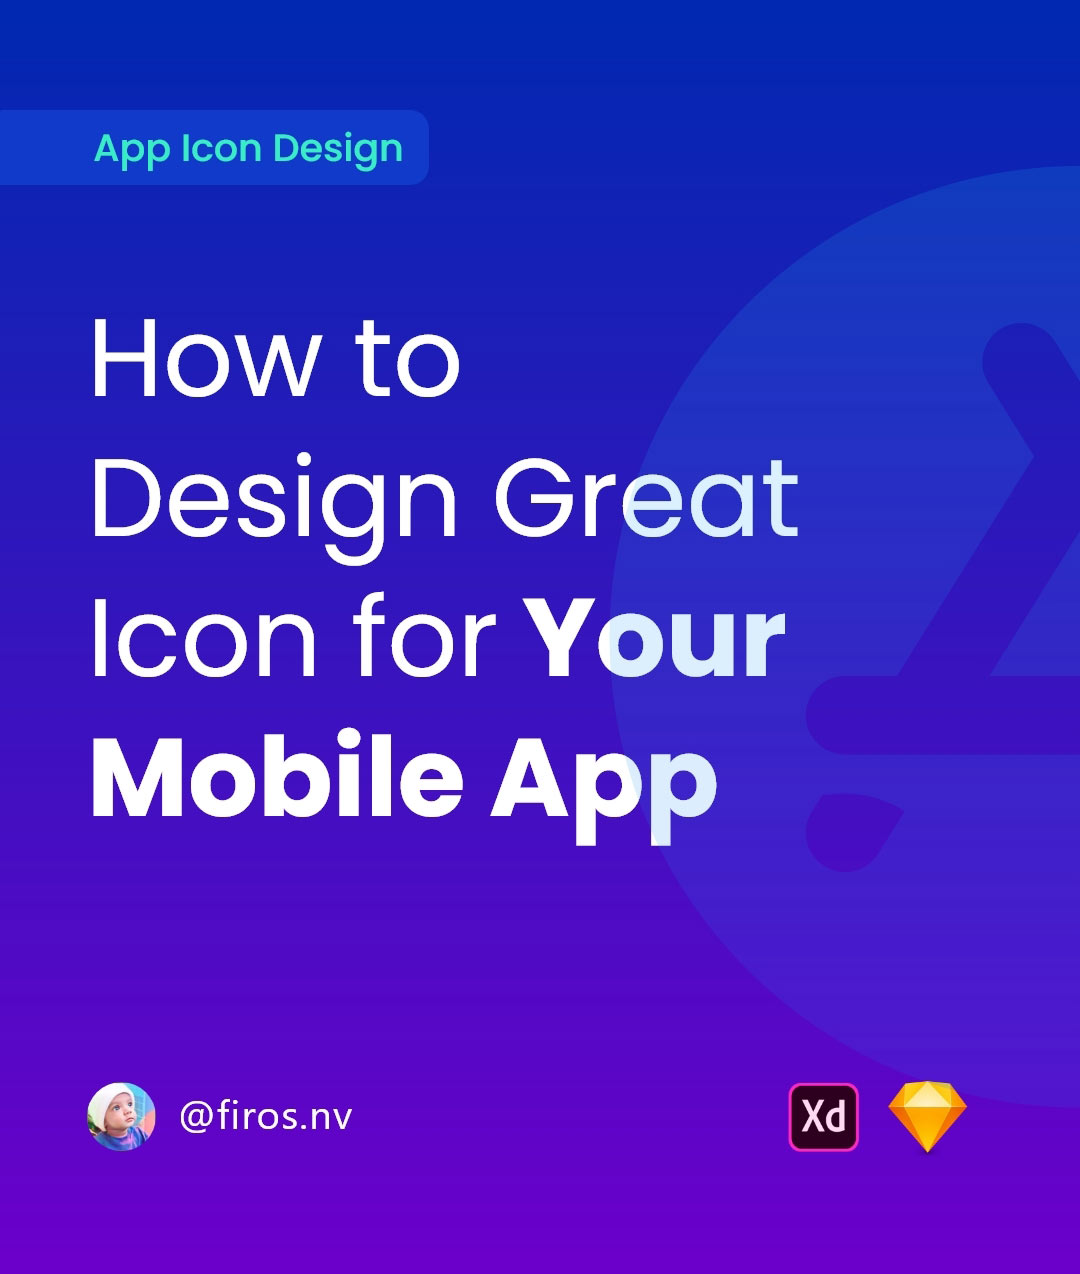 App Icon Design
How to
Design Great
Icon for Your
Mobile App
@firos.nv
Xd